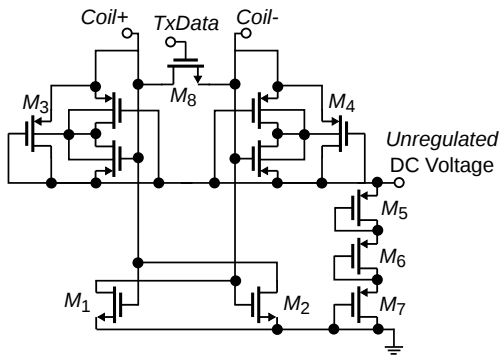 Coil+
TxData
Coil-
M8
M3
M4
Unregulated
DC Voltage
M5
M6
M1
M2
M7